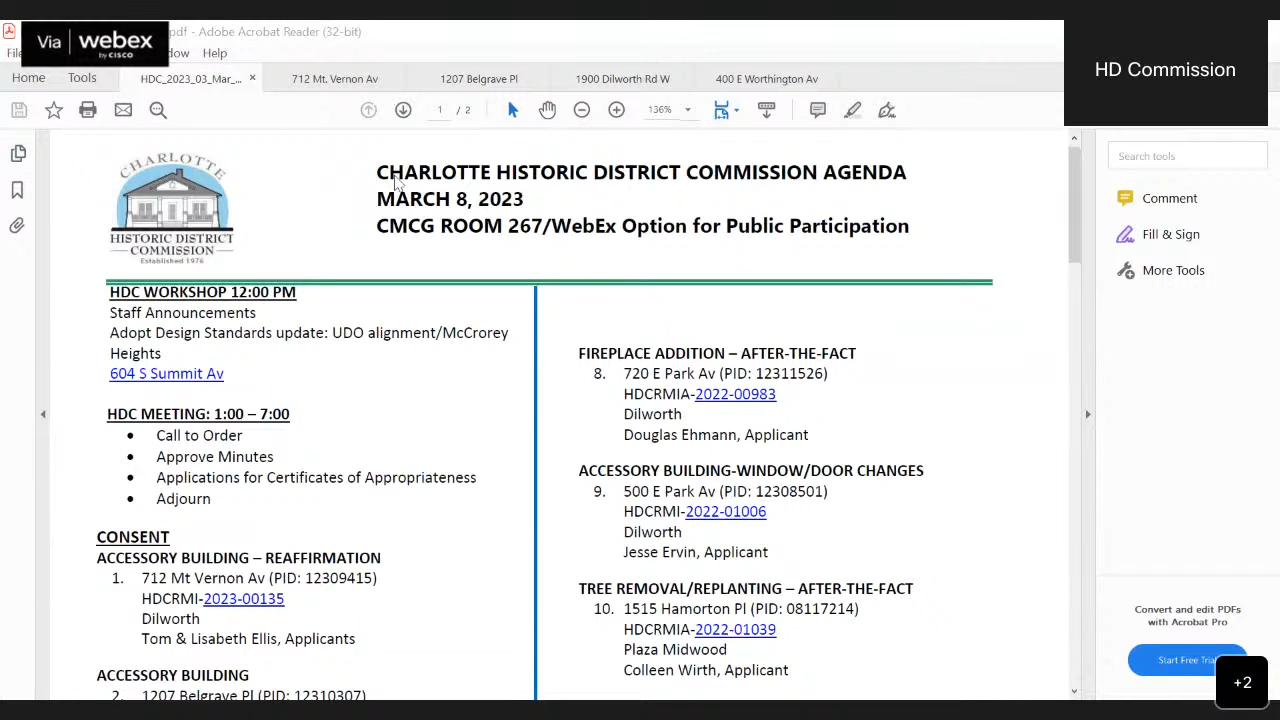 Via webex
by CISCO
.pdf - Adobe Acrobat Reader (32-bit)
HD Commission
Help
Home
Tools
HDC_2023_03_Mar_...
×
712 Mt. Vernon Av
1207 Belgrave Pl
1900 Dilworth Rd W
400 E Worthington Av
1 / 2
136%
Search tools
Comment
Fill & Sign
More Tools
CHARLOTTE
HISTORIC DISTRICT
COMMISSION
Established 1976
CHARLOTTE HISTORIC DISTRICT COMMISSION AGENDA
MARCH 8, 2023
CMCG ROOM 267/WebEx Option for Public Participation
HDC WORKSHOP 12:00 PM
Staff Announcements
Adopt Design Standards update: UDO alignment/McCrorey
Heights
604 S Summit Av
HDC MEETING: 1:00 – 7:00
• Call to Order
• Approve Minutes
• Applications for Certificates of Appropriateness
• Adjourn
CONSENT
ACCESSORY BUILDING – REAFFIRMATION
1. 712 Mt Vernon Av (PID: 12309415)
HDCRMI-2023-00135
Dilworth
Tom & Lisabeth Ellis, Applicants
ACCESSORY BUILDING
2. 1207 Belgrave Pl (PID: 12310307)
FIREPLACE ADDITION – AFTER-THE-FACT
8. 720 E Park Av (PID: 12311526)
HDCRMIA-2022-00983
Dilworth
Douglas Ehmann, Applicant
ACCESSORY BUILDING-WINDOW/DOOR CHANGES
9. 500 E Park Av (PID: 12308501)
HDCRMI-2022-01006
Dilworth
Jesse Ervin, Applicant
TREE REMOVAL/REPLANTING – AFTER-THE-FACT
10. 1515 Hamorton Pl (PID: 08117214)
HDCRMIA-2022-01039
Plaza Midwood
Colleen Wirth, Applicant
Convert and edit PDFs
with Acrobat Pro
Start Free Trial
+2